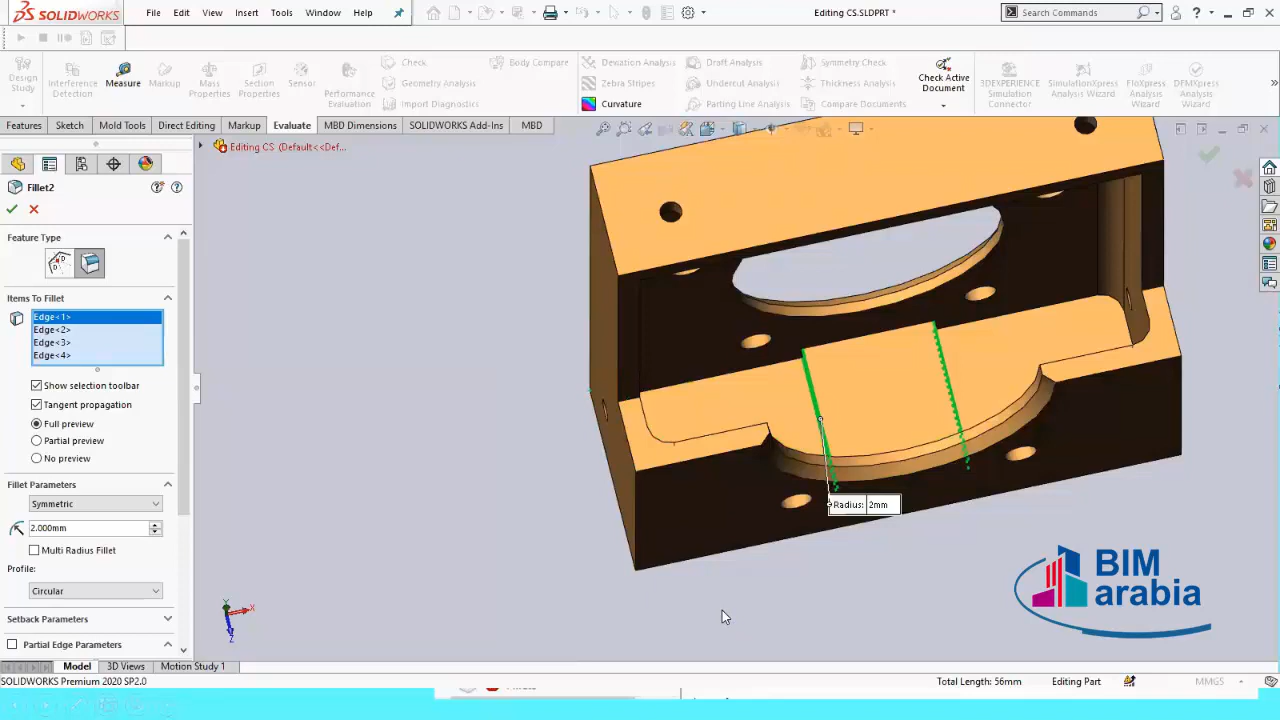 SOLIDWORKS
File Edit View Insert Tools Window Help
Editing CS.SLDPRT *
Search Commands
Design Study
Interference Detection
Measure
Markup
Mass Properties
Section Properties
Sensor
Performance Evaluation
Check
Geometry Analysis
Import Diagnostics
Body Compare
Deviation Analysis
Zebra Stripes
Curvature
Draft Analysis
Undercut Analysis
Parting Line Analysis
Symmetry Check
Thickness Analysis
Compare Documents
Check Active Document
3DEXPERIENCE Simulation Connector
SimulationXpress Analysis Wizard
FloXpress Analysis Wizard
DFMXpress Analysis Wizard
Features Sketch Mold Tools Direct Editing Markup Evaluate MBD Dimensions SOLIDWORKS Add-Ins MBD
Editing CS (Default<<Def...
Fillet2
Feature Type
Items To Fillet
Edge<1>
Edge<2>
Edge<3>
Edge<4>
Show selection toolbar
Tangent propagation
Full preview
Partial preview
No preview
Fillet Parameters
Symmetric
2.000mm
Multi Radius Fillet
Profile:
Circular
Setback Parameters
Partial Edge Parameters
Radius: 2mm
Y
X
Z
BIM
arabia
Model 3D Views Motion Study 1
SOLIDWORKS Premium 2020 SP2.0
Total Length: 56mm Editing Part MMGS